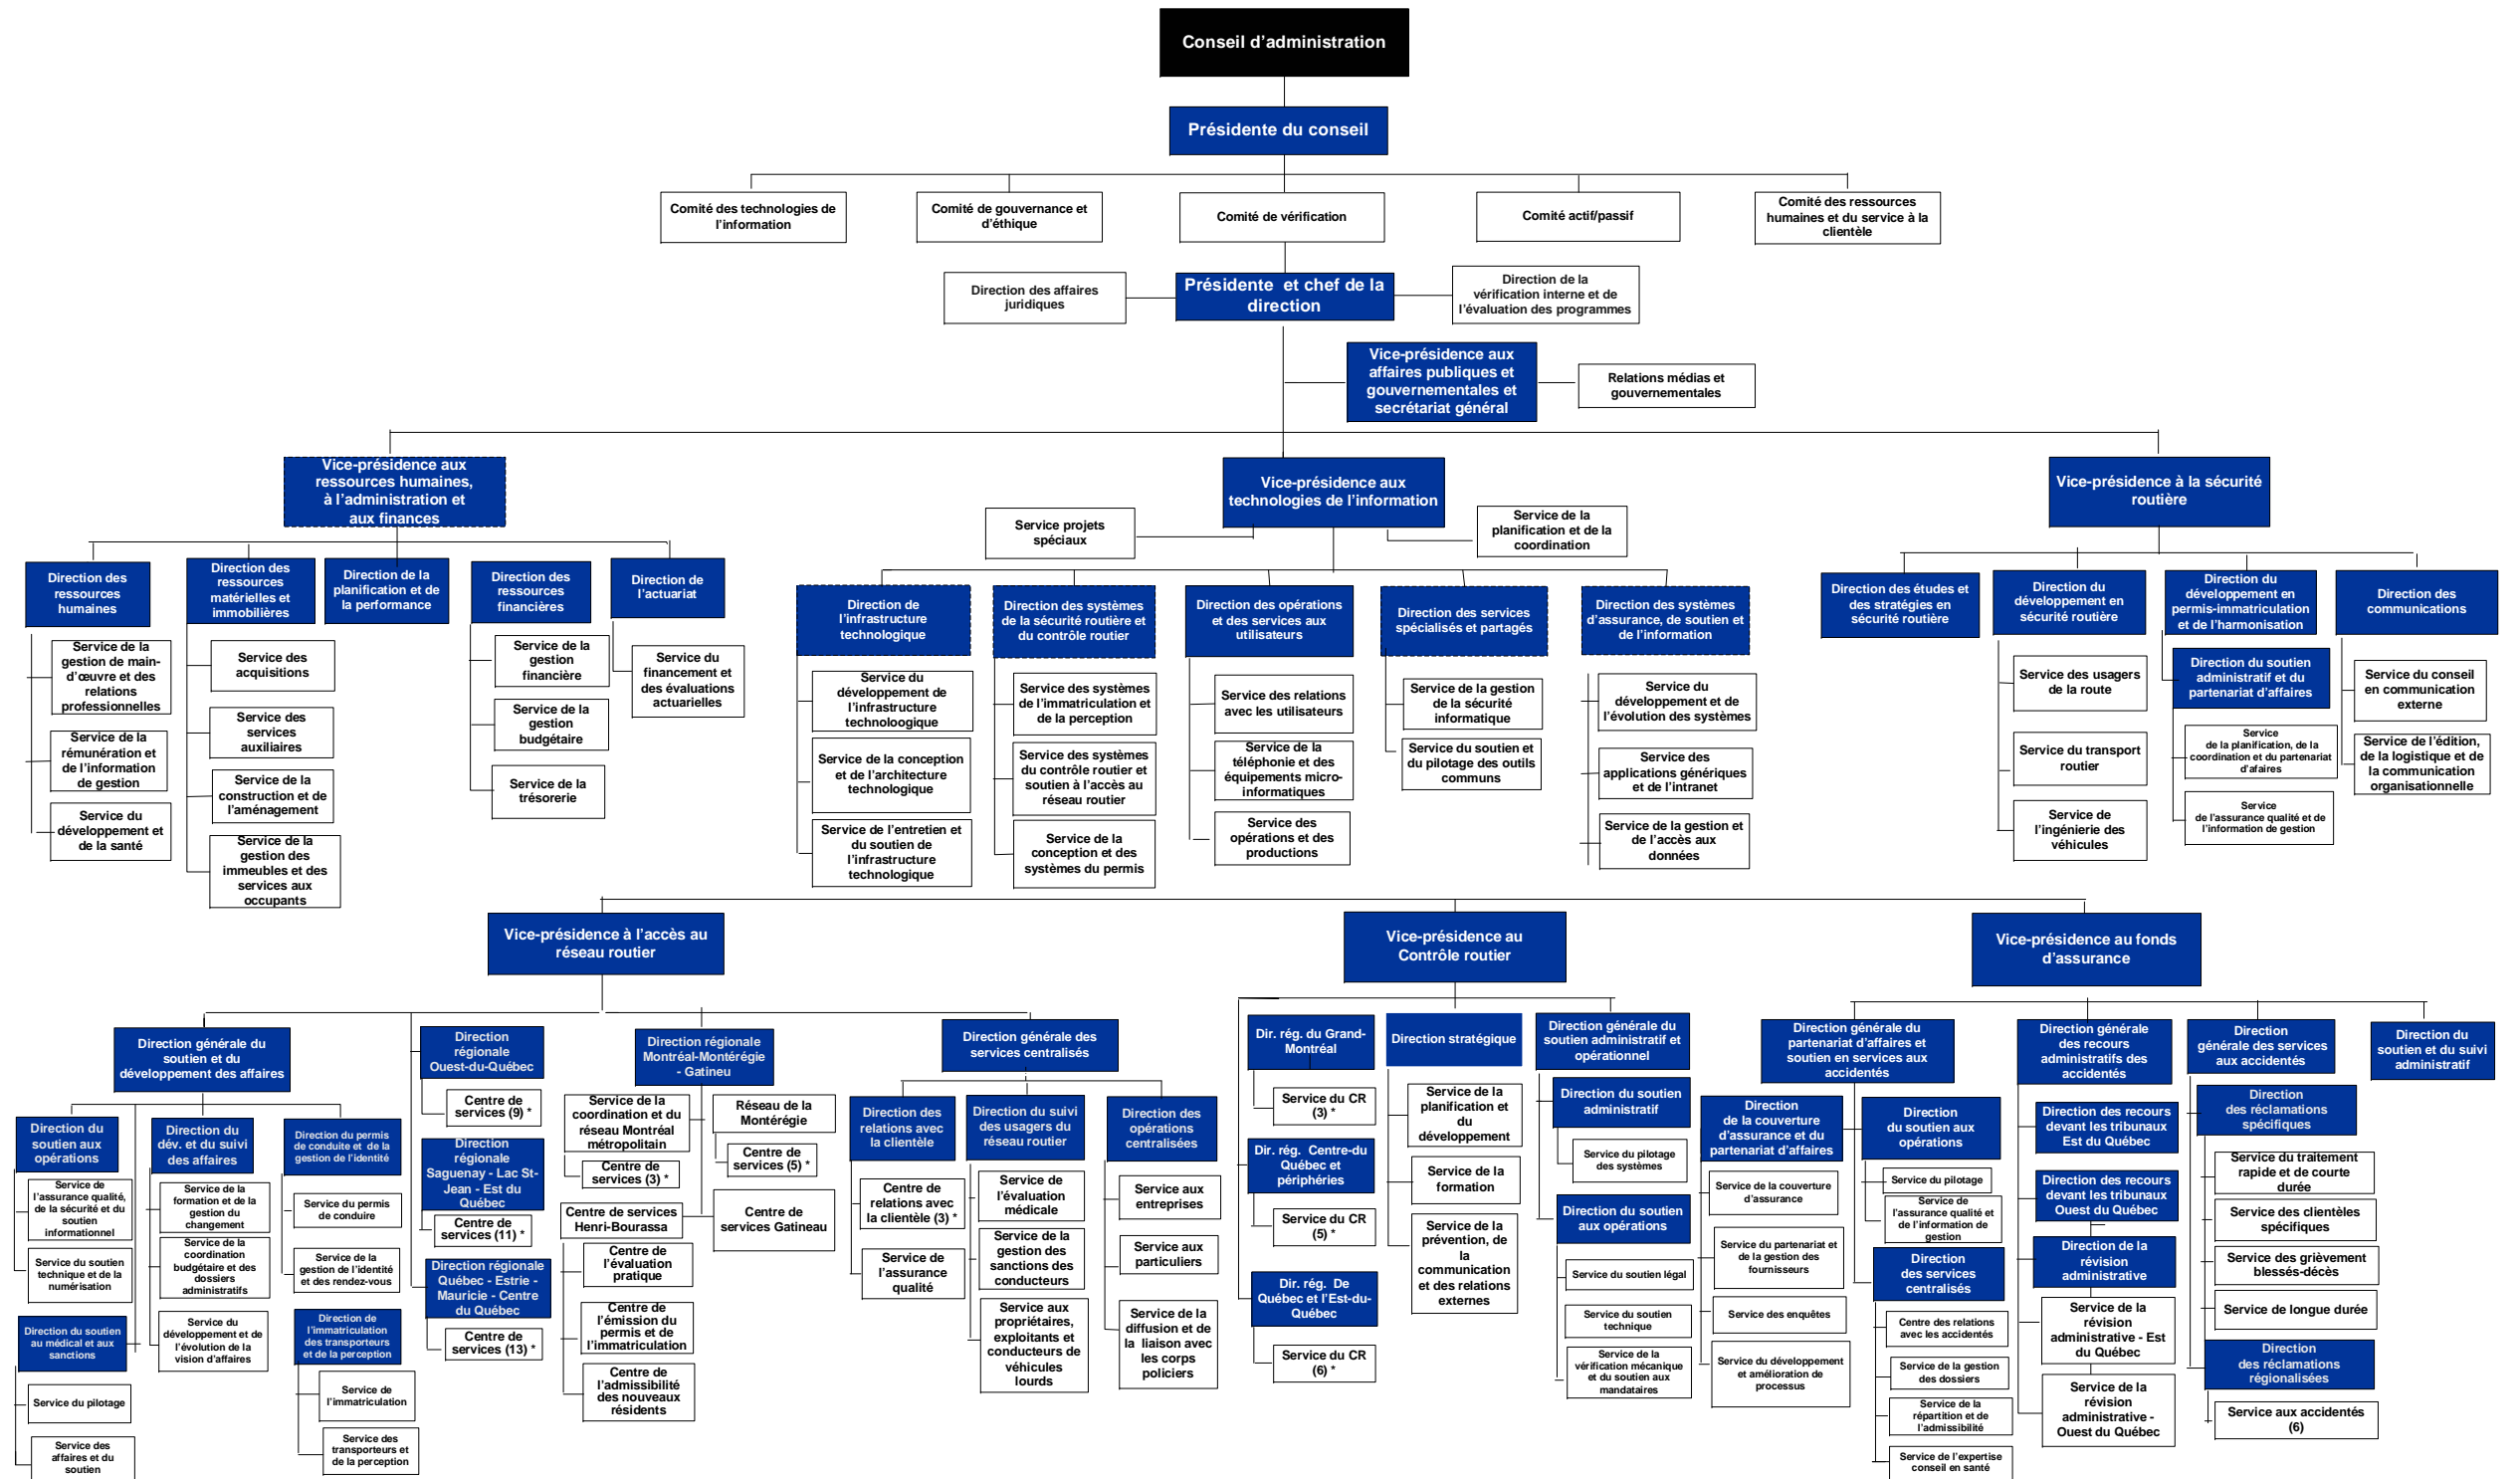 Conseil d'administration
Présidente du conseil
Comité des technologies de
l'information
Comité de gouvernance et
d'éthique
Comité de vérification
Comité actif/passif
Comité des ressources
humaines et du service à la
clientèle
Direction des affaires
juridiques
Présidente et chef de la
direction
Direction de la
vérification interne et de
l'évaluation des programmes
Vice-présidence aux
affaires publiques et
gouvernementales et
secrétariat général
Relations médias et
gouvernementales
Vice-présidence aux
ressources humaines,
à l'administration et
aux finances
Vice-présidence aux
technologies de l'information
Vice-présidence à la sécurité
routière
Service projets
spéciaux
Service de la
planification et de la
coordination
Direction des
ressources
humaines
Direction des
ressources
matérielles et
immobilières
Direction de la
planification et de
la performance
Direction des
ressources
financières
Direction de
l'actuariat
Service de la
gestion de main-
d'œuvre et des
relations
professionnelles
Service de la
rémunération et
de l'information
de gestion
Service du
développement et
de la santé
Service des
acquisitions
Service des
services
auxiliaires
Service de la
construction et de
l'aménagement
Service de la
gestion des
immeubles et des
services aux
occupants
Service de la
gestion
financière
Service de la
gestion
budgétaire
Service de la
trésorerie
Service du
financement et
des évaluations
actuarielles
Direction de
l'infrastructure
technologique
Direction des systèmes
de la sécurité routière et
du contrôle routier
Direction des opérations
et des services aux
utilisateurs
Direction des services
spécialisés et partagés
Direction des systèmes
d'assurance, de soutien et
de l'information
Service du
développement de
l'infrastructure
technoloogique
Service de la conception
et de l'architecture
technologique
Service de l'entretien et
du soutien de
l'infrastructure
technologique
Service des systèmes
de l'immatriculation et
de la perception
Service des systèmes
du contrôle routier et
soutien à l'accès au
réseau routier
Service de la
conception et des
systèmes du permis
Service des relations
avec les utilisateurs
Service de la
téléphonie et des
équipements micro-
informatiques
Service des
opérations et des
productions
Service de la gestion
de la sécurité
informatique
Service du soutien et
du pilotage des outils
communs
Service du
développement et de
l'évolution des systèmes
Service des
applications génériques
et de l'intranet
Service de la gestion et
de l'accès aux
données
Direction des études et
des stratégies en
sécurité routière
Direction du
développement en
sécurité routière
Direction du
développement en
permis-immatriculation
et de l'harmonisation
Direction des
communications
Service des usagers
de la route
Service du transport
routier
Service de
l'ingénierie des
véhicules
Direction du soutien
administratif et du
partenariat d'affaires
Service
de la planification, de la
coordination et du partenariat
d'afaires
Service
de l'assurance qualité et de
l'information de gestion
Service du conseil
en communication
externe
Service de l'édition,
de la logistique et de
la communication
organisationnelle
Vice-présidence à l'accès au
réseau routier
Vice-présidence au
Contrôle routier
Vice-présidence au fonds
d'assurance
Direction générale du
soutien et du
développement des affaires
Direction du
soutien aux
opérations
Service de
l'assurance qualité,
de la sécurité et du
soutien
informationnel
Service du soutien
technique et de la
numérisation
Direction du soutien
au médical et aux
sanctions
Service du pilotage
Service des
affaires et du
soutien
Direction du
dév. et du suivi
des affaires
Service de la
formation et de la
gestion du
changement
Service de la
coordination
budgétaire et des
dossiers
administratifs
Service du
développement et de
l'évolution de la
vision d'affaires
Direction du permis
de conduite et de la
gestion de l'identité
Service du permis
de conduire
Service de la
gestion de l'identité
et des rendez-vous
Direction de
l'immatriculation
des transporteurs
et de la perception
Service de
l'immatriculation
Service des
transporteurs et
de la perception
Direction
régionale
Ouest-du-Québec
Centre de
services (9) *
Direction
régionale
Saguenay - Lac St-
Jean - Est du
Québec
Centre de
services (11) *
Direction régionale
Québec - Estrie -
Mauricie - Centre
du Québec
Centre de
services (13) *
Direction régionale
Montréal-Montérégie
- Gatineu
Service de la
coordination et du
réseau Montréal
métropolitain
Centre de
services (3) *
Centre de services
Henri-Bourassa
Centre de
l'évaluation
pratique
Centre de
l'émission du
permis et de
l'immatriculation
Centre de
l'admissibilité
des nouveaux
résidents
Réseau de la
Montérégie
Centre de
services (5) *
Centre de
services Gatineau
Direction générale des
services centralisés
Direction des
relations avec
la clientèle
Centre de
relations avec
la clientèle (3) *
Service de
l'assurance
qualité
Direction du suivi
des usagers du
réseau routier
Service de
l'évaluation
médicale
Service de la
gestion des
sanctions des
conducteurs
Service aux
propriétaires,
exploitants et
conducteurs de
véhicules
lourds
Direction des
opérations
centralisées
Service aux
entreprises
Service aux
particuliers
Service de la
diffusion et de
la liaison avec
les corps
policiers
Dir. rég. du Grand-
Montréal
Service du CR
(3) *
Dir. rég. Centre-du
Québec et
périphéries
Service du CR
(5) *
Dir. rég. De
Québec et l'Est-du-
Québec
Service du CR
(6) *
Direction stratégique
Service de la
planification et
du
développement
Service de la
formation
Service de la
prévention, de
la
communication
et des relations
externes
Direction générale du
soutien administratif et
opérationnel
Direction du soutien
administratif
Service du pilotage
des systèmes
Direction du soutien
aux opérations
Service du soutien légal
Service du soutien
technique
Service de la
vérification mécanique
et du soutien aux
mandataires
Direction générale du
partenariat d'affaires et
soutien en services aux
accidentés
Direction
de la couverture
d'assurance et du
partenariat d'affaires
Service de la couverture
d'assurance
Service du partenariat et
de la gestion des
fournisseurs
Service des enquêtes
Service du développement
et amélioration de
processus
Direction
du soutien aux
opérations
Service du pilotage
Service de
l'assurance qualité et
de l'information de
gestion
Direction
des services
centralisés
Centre des relations
avec les accidentés
Service de la gestion
des dossiers
Service de la
répartition et de
l'admissibilité
Service de l'expertise
conseil en santé
Direction générale
des recours
administratifs des
accidentés
Direction des recours
devant les tribunaux
Est du Québec
Direction des recours
devant les tribunaux
Ouest du Québec
Direction de la
révision
administrative
Service de la
révision
administrative - Est
du Québec
Service de la
révision
administrative -
Ouest du Québec
Direction
générale des services
aux accidentés
Direction
des réclamations
spécifiques
Service du traitement
rapide et de courte
durée
Service des clientèles
spécifiques
Service des grièvement
blessés-décès
Service de longue durée
Direction
des réclamations
régionalisées
Service aux accidentés
(6)
Direction du
soutien et du suivi
administratif